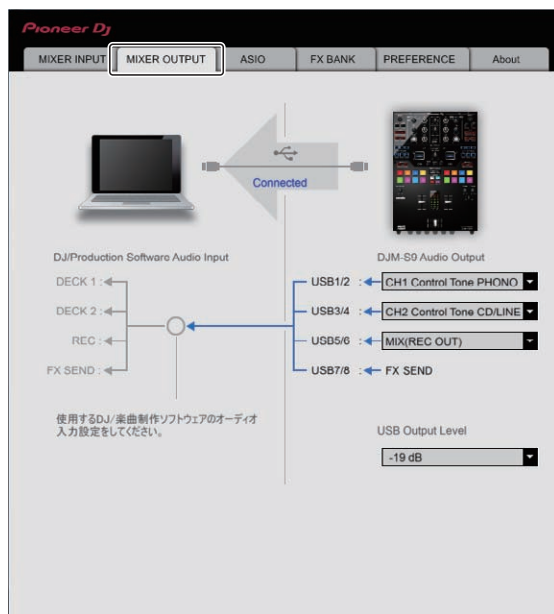 Pioneer Dj
MIXER INPUT
MIXER OUTPUT
ASIO
FX BANK
PREFERENCE
About
Connected
DJ/Production Software Audio Input
DJM-S9 Audio Output
DECK 1 :
DECK 2 :
REC :
FX SEND :
USB1/2 : CH1 Control Tone PHONO
USB3/4 : CH2 Control Tone CD/LINE
USB5/6 : MIX(REC OUT)
USB7/8 : FX SEND
使用するDJ/楽曲制作ソフトウェアのオーディオ
入力設定をしてください。
USB Output Level
-19 dB